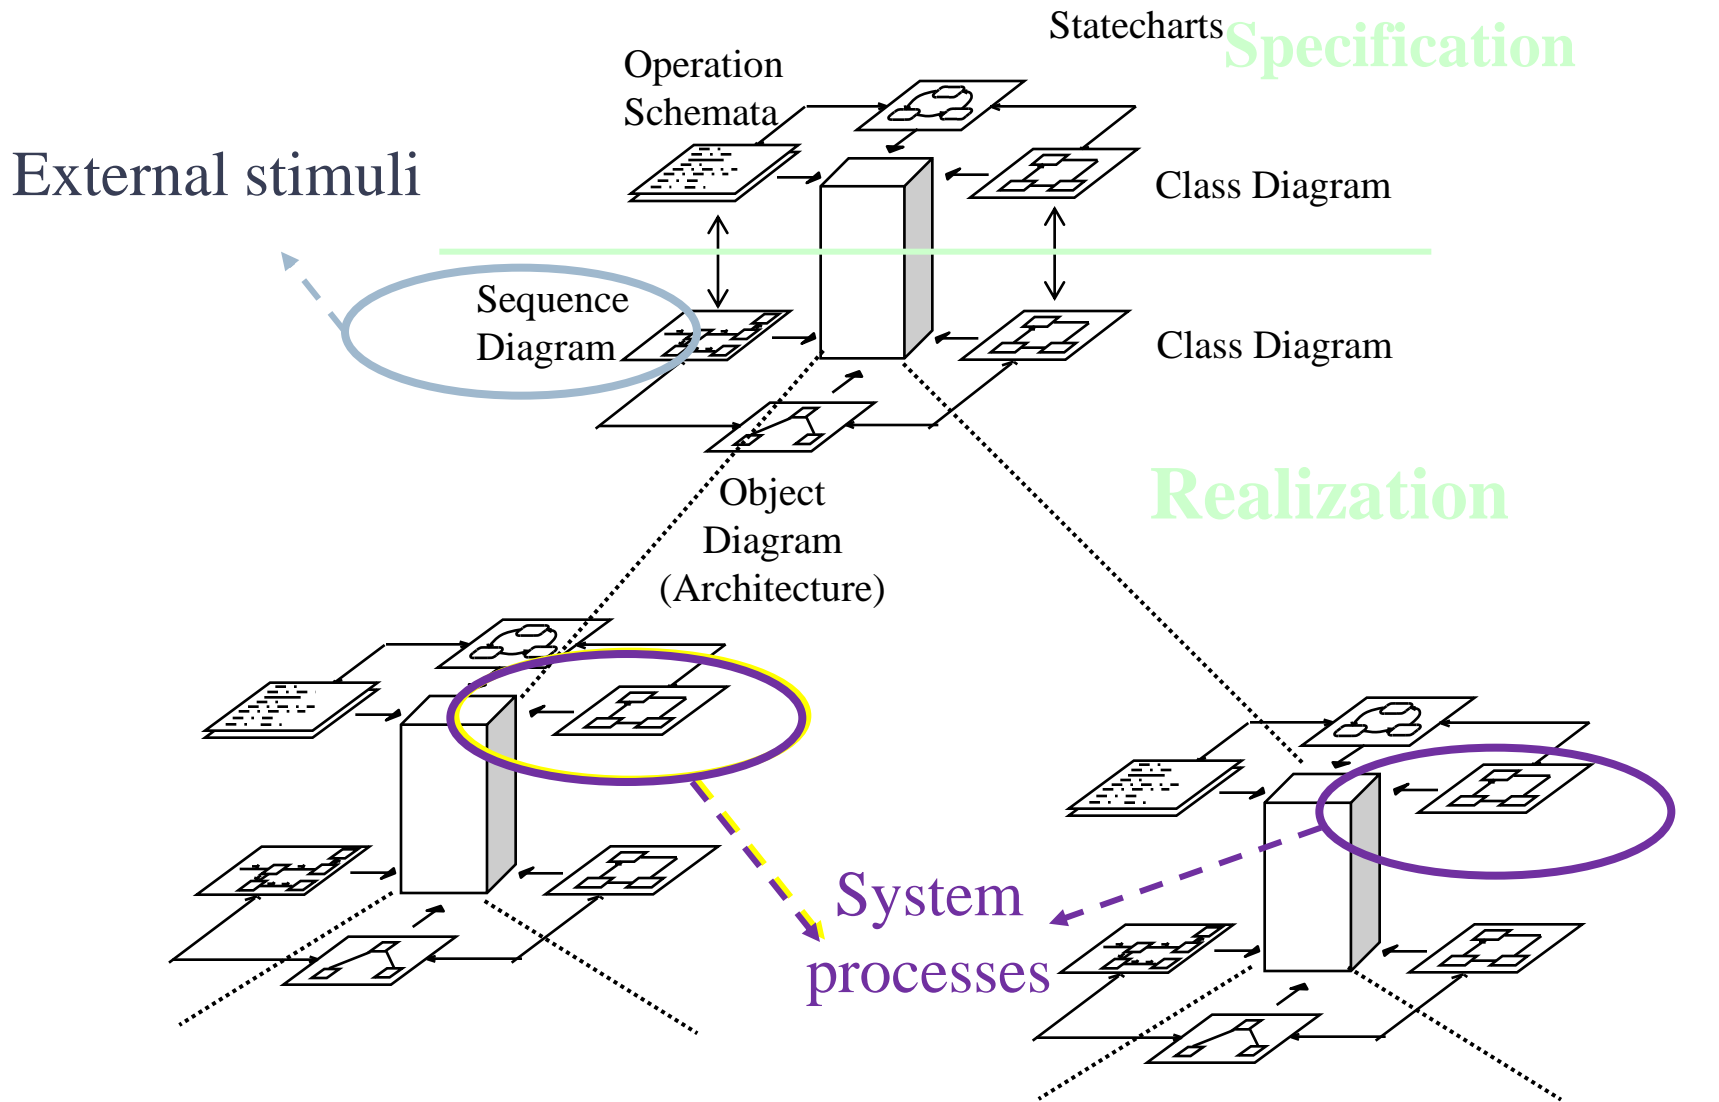 Statecharts
Specification
Operation
Schemata
External stimuli
Class Diagram
Sequence
Diagram
Class Diagram
Realization
Object
Diagram
(Architecture)
System
processes